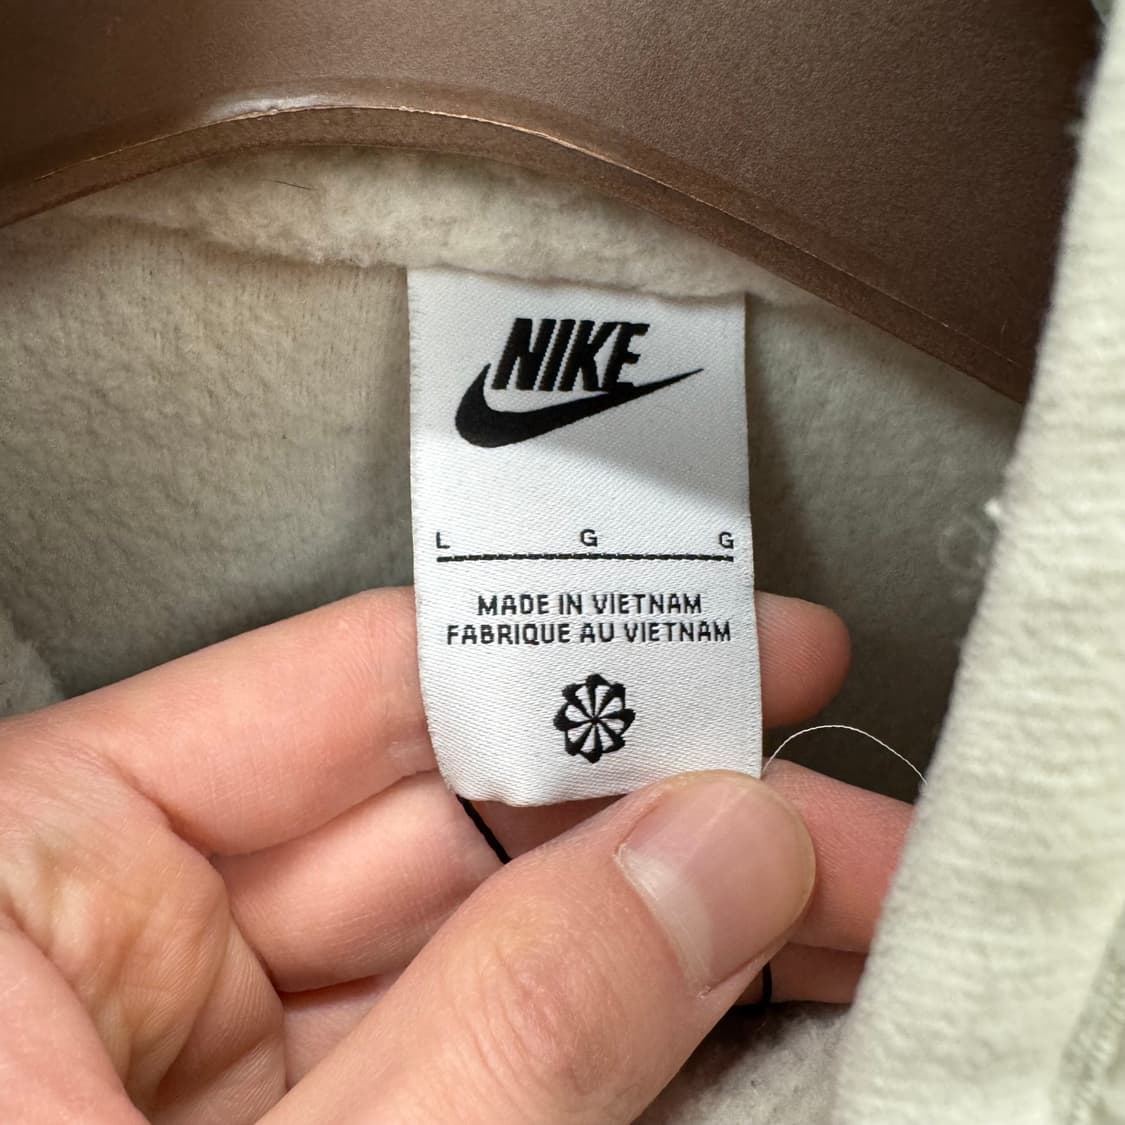 NIKE
L G G
MADE IN VIETNAM
FABRIQUE AU VIETNAM